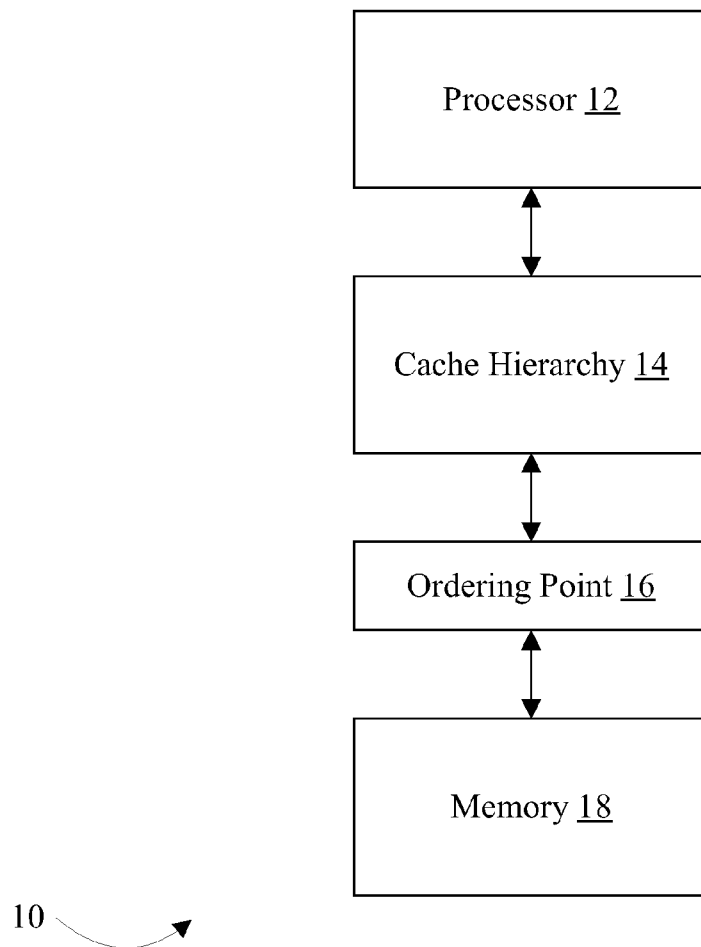 Processor 12
Cache Hierarchy 14
Ordering Point 16
Memory 18
10